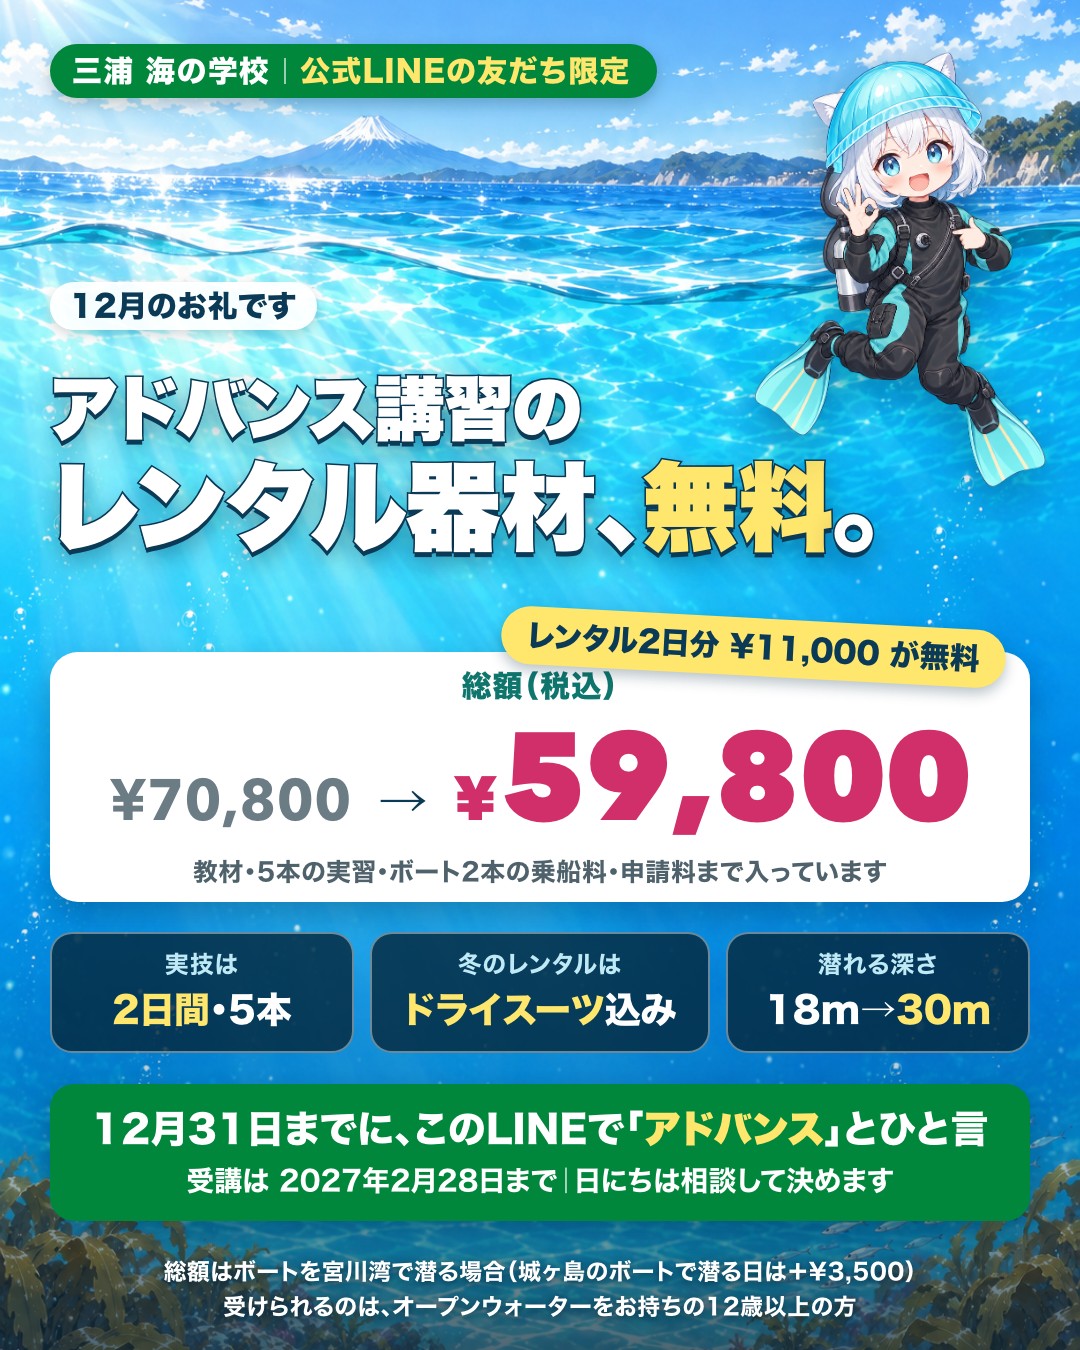 三浦 海の学校｜公式LINEの友だち限定
12月のお礼です
アドバンス講習の
レンタル器材、無料。
レンタル2日分 ¥11,000 が無料
総額（税込）
¥70,800 → ¥59,800
教材・5本の実習・ボート2本の乗船料・申請料まで入っています
実技は
2日間・5本
冬のレンタルは
ドライスーツ込み
潜れる深さ
18m→30m
12月31日までに、このLINEで「アドバンス」とひと言
受講は 2027年2月28日まで｜日にちは相談して決めます
総額はボートを宮川湾で潜る場合（城ヶ島のボートで潜る日は＋¥3,500）
受けられるのは、オープンウォーターをお持ちの12歳以上の方